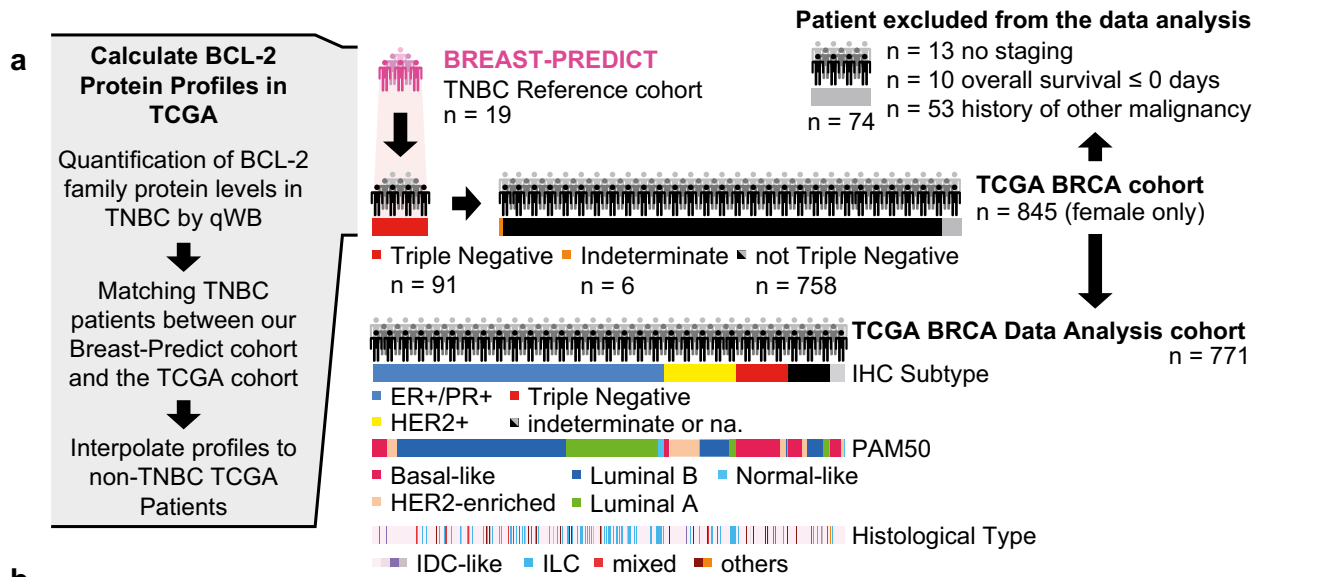 a
Calculate BCL-2
Protein Profiles in
TCGA
Quantification of BCL-2
family protein levels in
TNBC by qWB
Matching TNBC
patients between our
Breast-Predict cohort
and the TCGA cohort
Interpolate profiles to
non-TNBC TCGA
Patients
BREAST-PREDICT
TNBC Reference cohort
n = 19
Patient excluded from the data analysis
n = 13 no staging
n = 10 overall survival ≤ 0 days
n = 53 history of other malignancy
n = 74
TCGA BRCA cohort
n = 845 (female only)
Triple Negative
n = 91
Indeterminate
n = 6
not Triple Negative
n = 758
TCGA BRCA Data Analysis cohort
n = 771
IHC Subtype
ER+/PR+
Triple Negative
HER2+
indeterminate or na.
PAM50
Basal-like
Luminal B
Normal-like
HER2-enriched
Luminal A
Histological Type
IDC-like
ILC
mixed
others